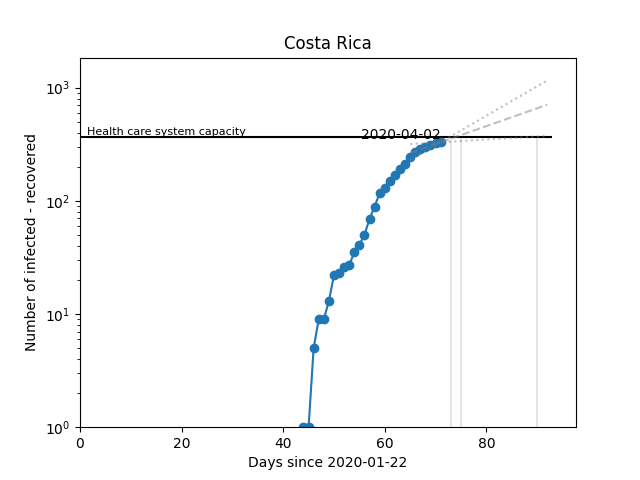 Costa Rica
Number of infected - recovered
10³
10²
10¹
10⁰
Health care system capacity
2020-04-02
0 20 40 60 80
Days since 2020-01-22